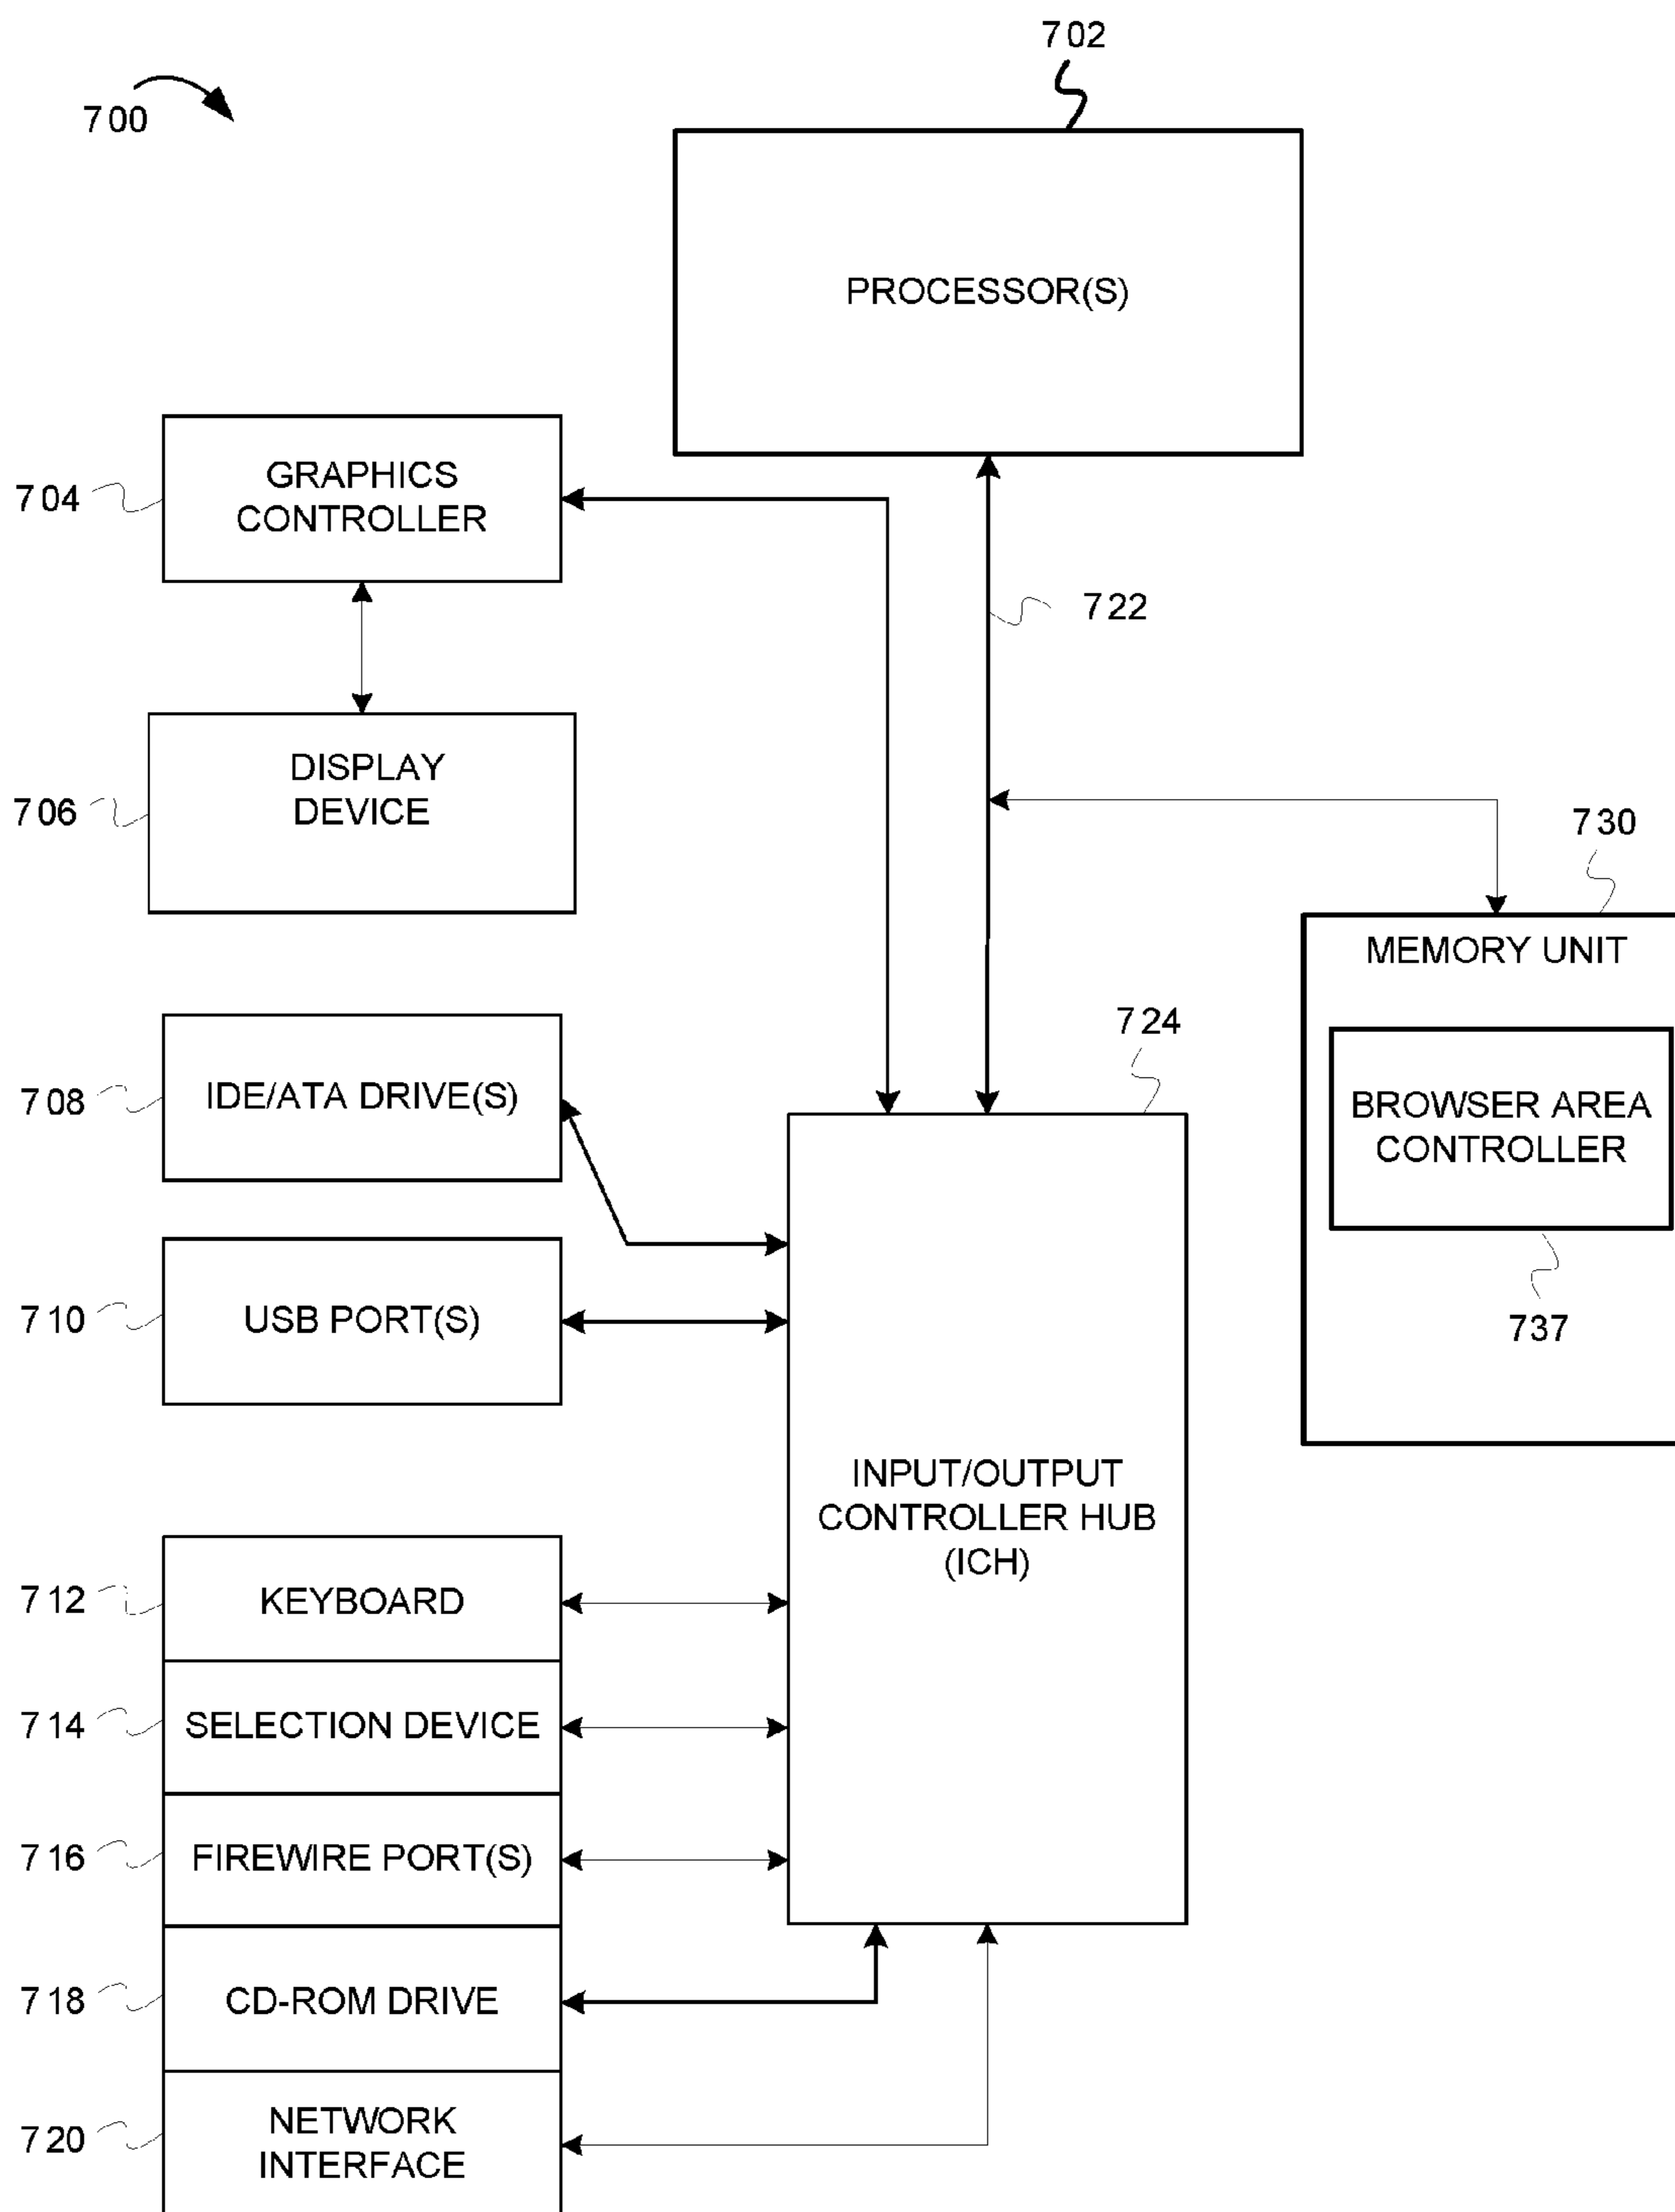 702
700
PROCESSOR(S)
GRAPHICS
CONTROLLER
704
722
DISPLAY
DEVICE
706
730
MEMORY UNIT
724
IDE/ATA DRIVE(S)
708
BROWSER AREA
CONTROLLER
USB PORT(S)
710
737
INPUT/OUTPUT
CONTROLLER HUB
(ICH)
712
KEYBOARD
714
SELECTION DEVICE
716
FIREWIRE PORT(S)
718
CD-ROM DRIVE
720
NETWORK
INTERFACE